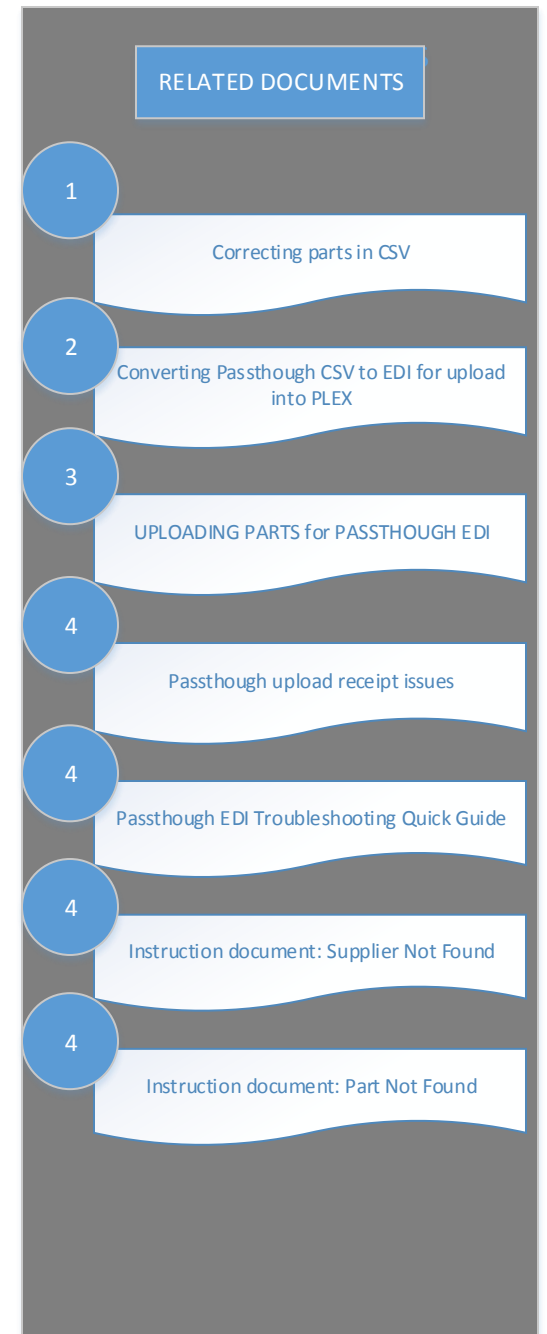 RELATED DOCUMENTS
1
Correcting parts in CSV
2
Converting Passthough CSV to EDI for upload
into PLEX
3
UPLOADING PARTS for PASSTHOUGH EDI
4
Passthough upload receipt issues
4
Passthough EDI Troubleshooting Quick Guide
4
Instruction document: Supplier Not Found
4
Instruction document: Part Not Found